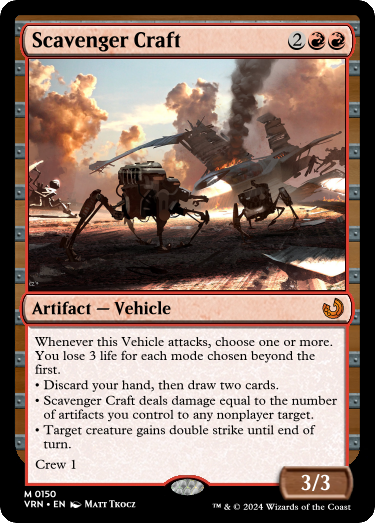 Scavenger Craft 2
Artifact — Vehicle
Whenever this Vehicle attacks, choose one or more.
You lose 3 life for each mode chosen beyond the
first.
• Discard your hand, then draw two cards.
• Scavenger Craft deals damage equal to the number
of artifacts you control to any nonplayer target.
• Target creature gains double strike until end of
turn.
Crew 1
3/3
M 0150
VRN • EN Matt Tkocz
™ & © 2024 Wizards of the Coast